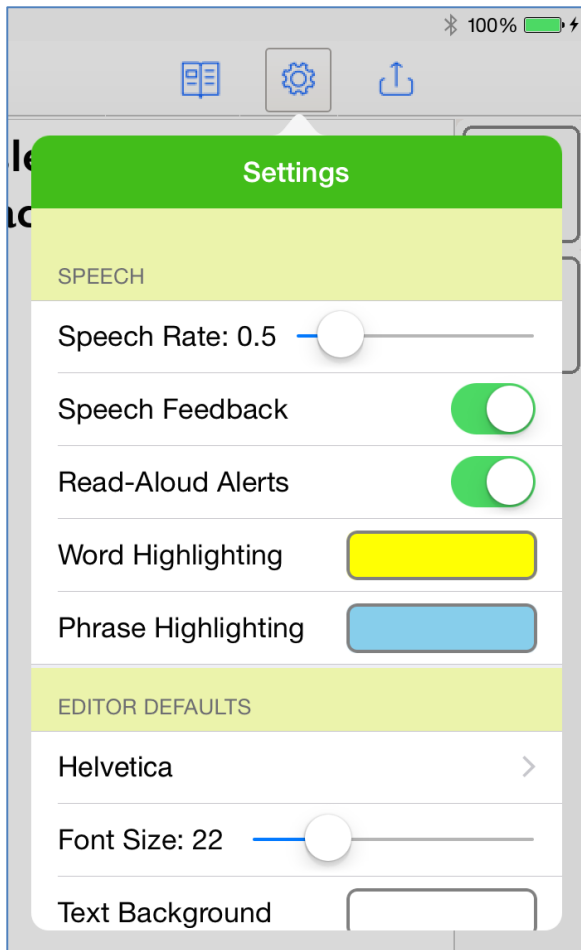 100%
Settings
SPEECH
Speech Rate: 0.5
Speech Feedback
Read-Aloud Alerts
Word Highlighting
Phrase Highlighting
EDITOR DEFAULTS
Helvetica
Font Size: 22
Text Background